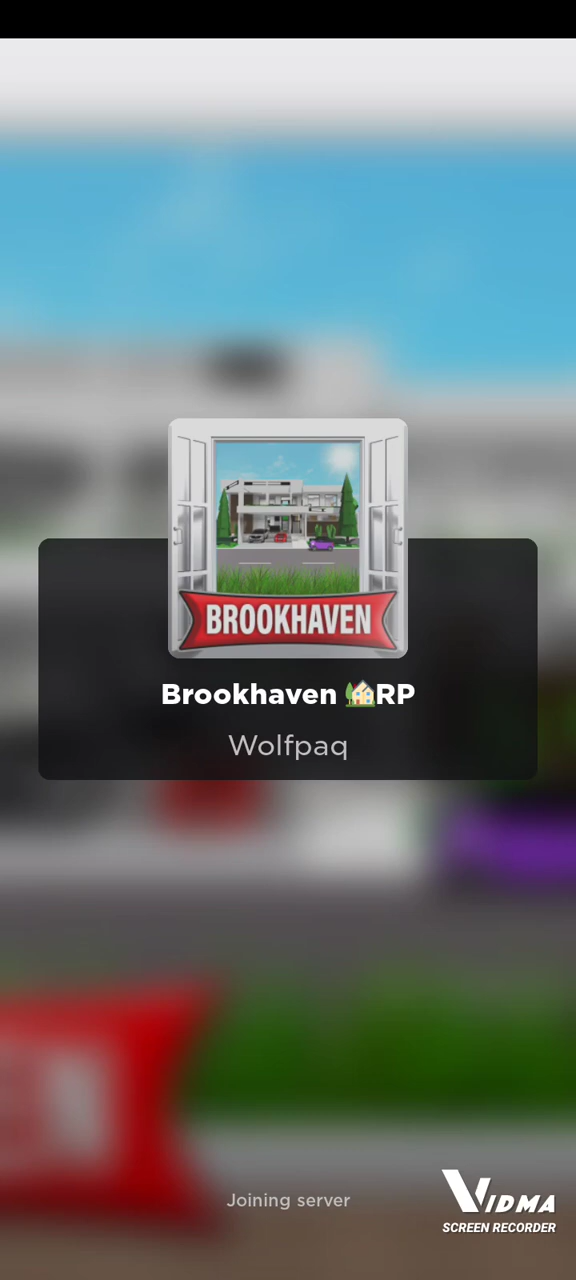 BROOKHAVEN
Brookhaven 🏡RP
Wolfpaq
Joining server
VIDMA
SCREEN RECORDER